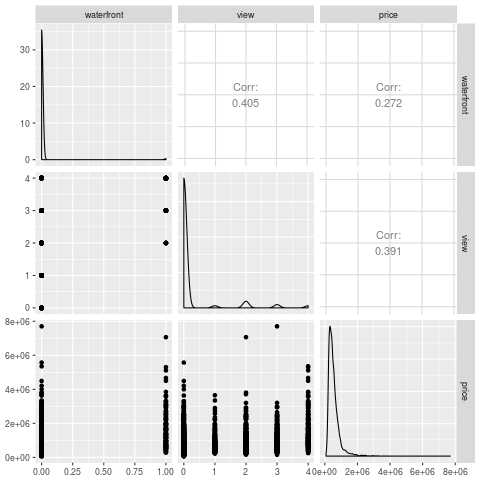 waterfront view price
30
20
10
0
Corr:
0.405
Corr:
0.272
waterfront
4
3
2
1
0
Corr:
0.391
view
8e+06
6e+06
4e+06
2e+06
0e+00
price
0.00 0.25 0.50 0.75 1.00 0 1 2 3 4 0e+00 2e+06 4e+06 6e+06 8e+06